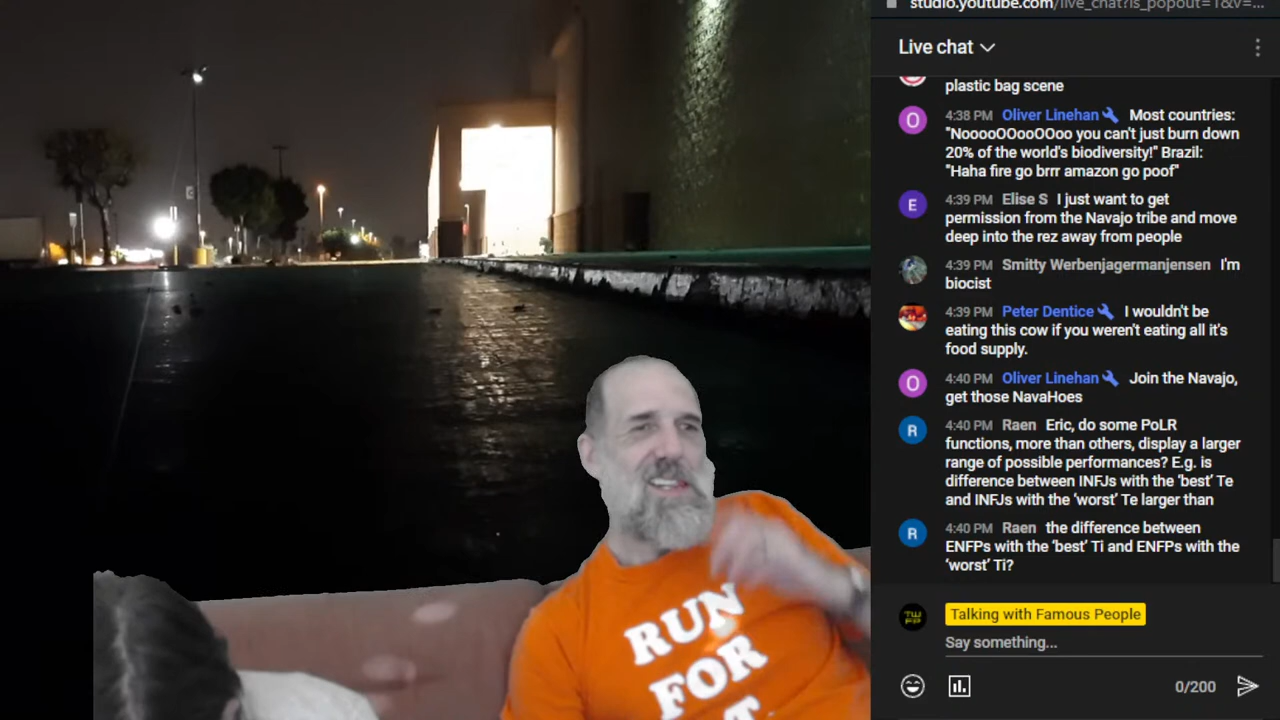 studio.youtube.com/live_chat?is_popout=1&v=...
Live chat
plastic bag scene
4:38 PM Oliver Linehan Most countries:
"NooooOOooOOoo you can't just burn down
20% of the world's biodiversity!" Brazil:
"Haha fire go brrr amazon go poof"
4:39 PM Elise S I just want to get
permission from the Navajo tribe and move
deep into the rez away from people
4:39 PM Smitty Werbenjagermanjensen I'm
biocist
4:39 PM Peter Dentice I wouldn't be
eating this cow if you weren't eating all it's
food supply.
4:40 PM Oliver Linehan Join the Navajo,
get those NavaHoes
4:40 PM Raen Eric, do some PoLR
functions, more than others, display a larger
range of possible performances? E.g. is
difference between INFJs with the 'best' Te
and INFJs with the 'worst' Te larger than
4:40 PM Raen the difference between
ENFPs with the 'best' Ti and ENFPs with the
'worst' Ti?
Talking with Famous People
Say something...
0/200
O
E
O
R
R
TW
FP
RUN
FOR